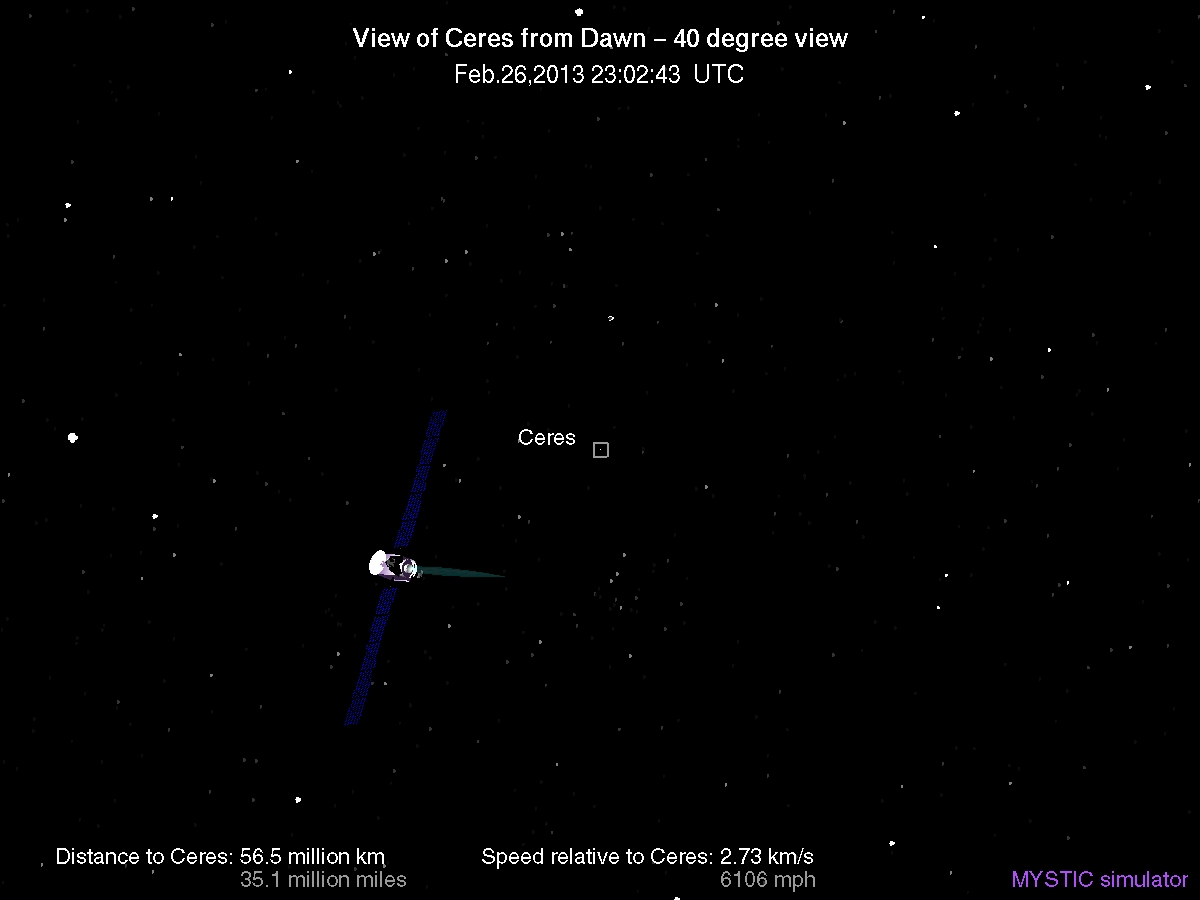 View of Ceres from Dawn – 40 degree view
Feb.26,2013 23:02:43 UTC
Ceres
Distance to Ceres: 56.5 million km
35.1 million miles
Speed relative to Ceres: 2.73 km/s
6106 mph
MYSTIC simulator